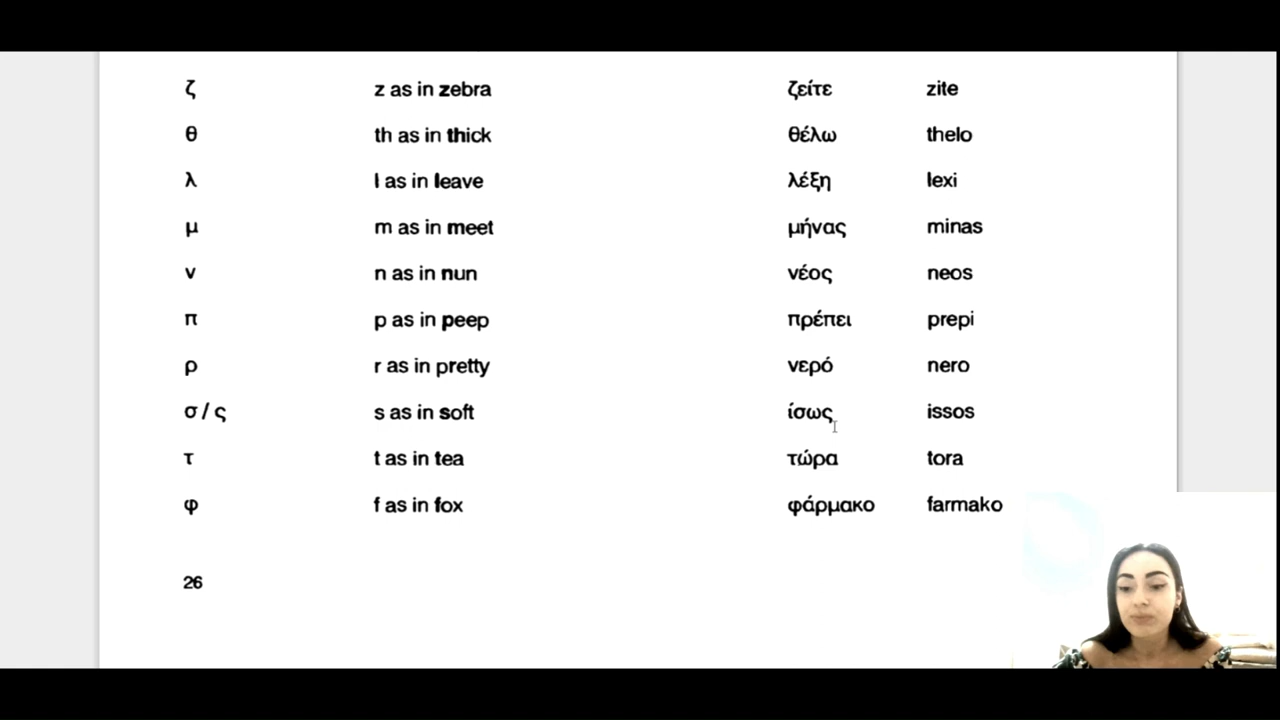 ζ z as in zebra ζείτε zite
θ th as in thick θέλω thelo
λ l as in leave λέξη lexi
μ m as in meet μήνας minas
ν n as in nun νέος neos
π p as in peep πρέπει prepi
ρ r as in pretty νερό nero
σ / ς s as in soft ίσως issos
τ t as in tea τώρα tora
φ f as in fox φάρμακο farmako
26